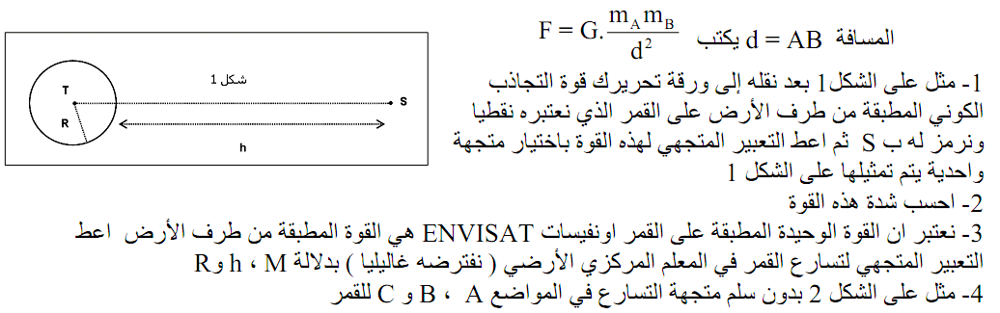 المسافة d = AB يكتب F = G.\frac{m_A m_B}{d^2}
شكل 1
T
S
R
h
1- مثل على الشكل1 بعد نقله إلى ورقة تحريرك قوة التجاذب
الكوني المطبقة من طرف الأرض على القمر الذي نعتبره نقطيا
ونرمز له ب S ثم اعط التعبير المتجهي لهذه القوة باختيار متجهة
واحدية يتم تمثيلها على الشكل 1
2- احسب شدة هذه القوة
3- نعتبر ان القوة الوحيدة المطبقة على القمر اونفيسات ENVISAT هي القوة المطبقة من طرف الأرض اعط
التعبير المتجهي لتسارع القمر في المعلم المركزي الأرضي ( نفترضه غاليليا ) بدلالة M ، h وR
4- مثل على الشكل 2 بدون سلم متجهة التسارع في المواضع A ، B و C للقمر